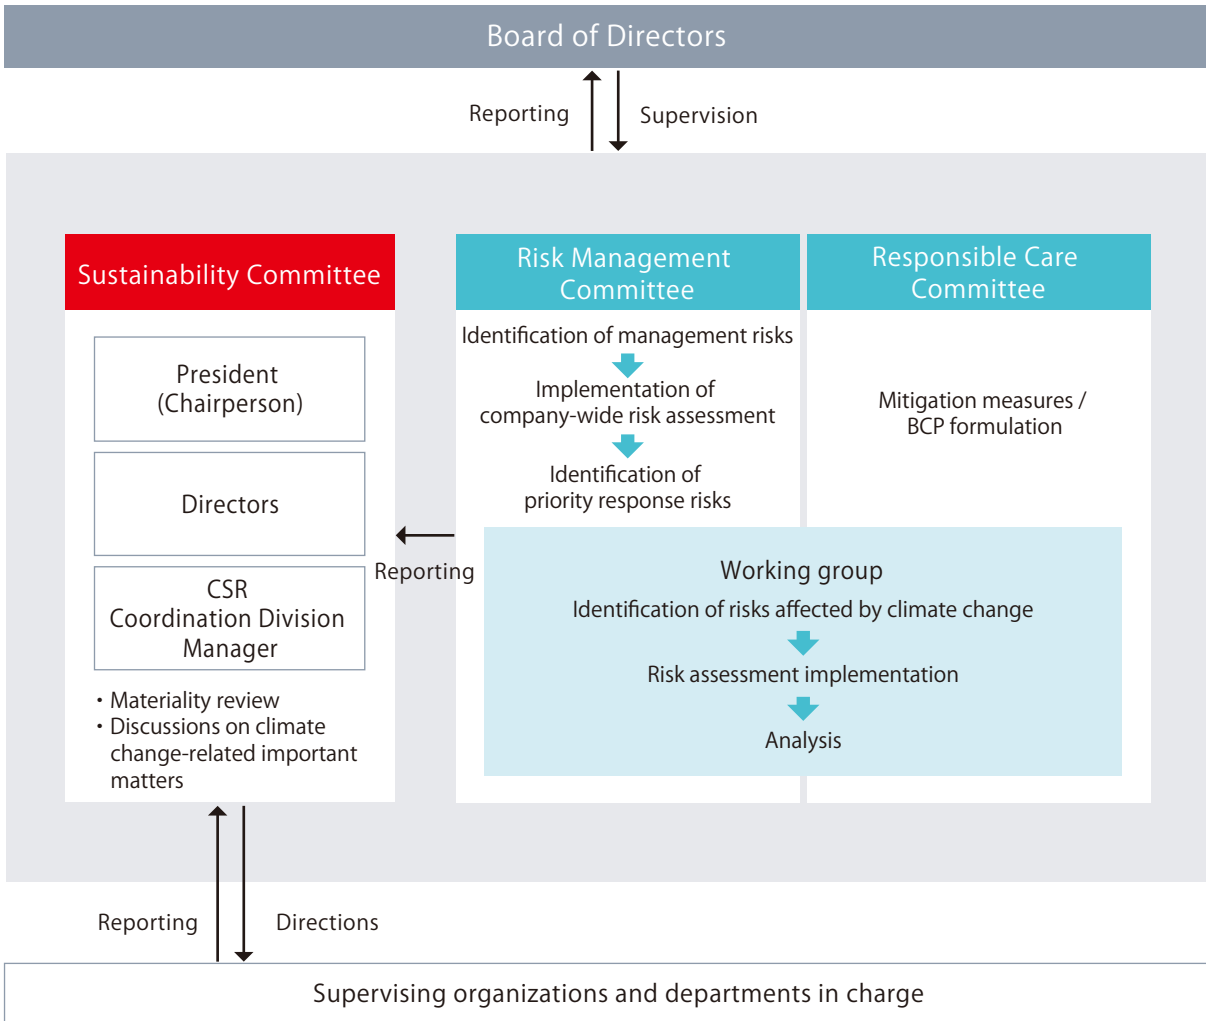 Board of Directors
Reporting
Supervision
Sustainability Committee
President
(Chairperson)
Directors
CSR
Coordination Division
Manager
・Materiality review
・Discussions on climate
change-related important
matters
Risk Management
Committee
Identification of management risks
Implementation of
company-wide risk assessment
Identification of
priority response risks
Responsible Care
Committee
Mitigation measures /
BCP formulation
Reporting
Working group
Identification of risks affected by climate change
Risk assessment implementation
Analysis
Reporting
Directions
Supervising organizations and departments in charge